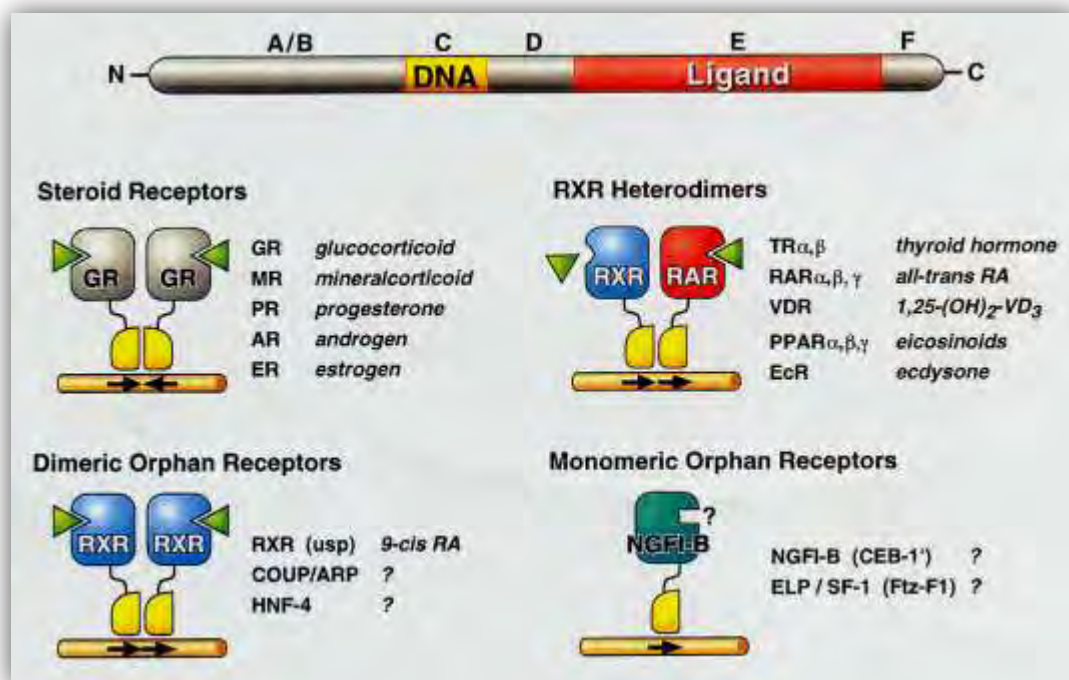 A/B C D E F
N DNA Ligand C
Steroid Receptors
GR GR
GR glucocorticoid
MR mineralcorticoid
PR progesterone
AR androgen
ER estrogen
RXR Heterodimers
RXR RAR
TRα,β thyroid hormone
RARα,β,γ all-trans RA
VDR 1,25-(OH)2-VD3
PPARα,β,γ eicosinoids
EcR ecdysone
Dimeric Orphan Receptors
RXR RXR
RXR (usp) 9-cis RA
COUP/ARP ?
HNF-4 ?
Monomeric Orphan Receptors
?
NGFI-B
NGFI-B (CEB-1') ?
ELP / SF-1 (Ftz-F1) ?